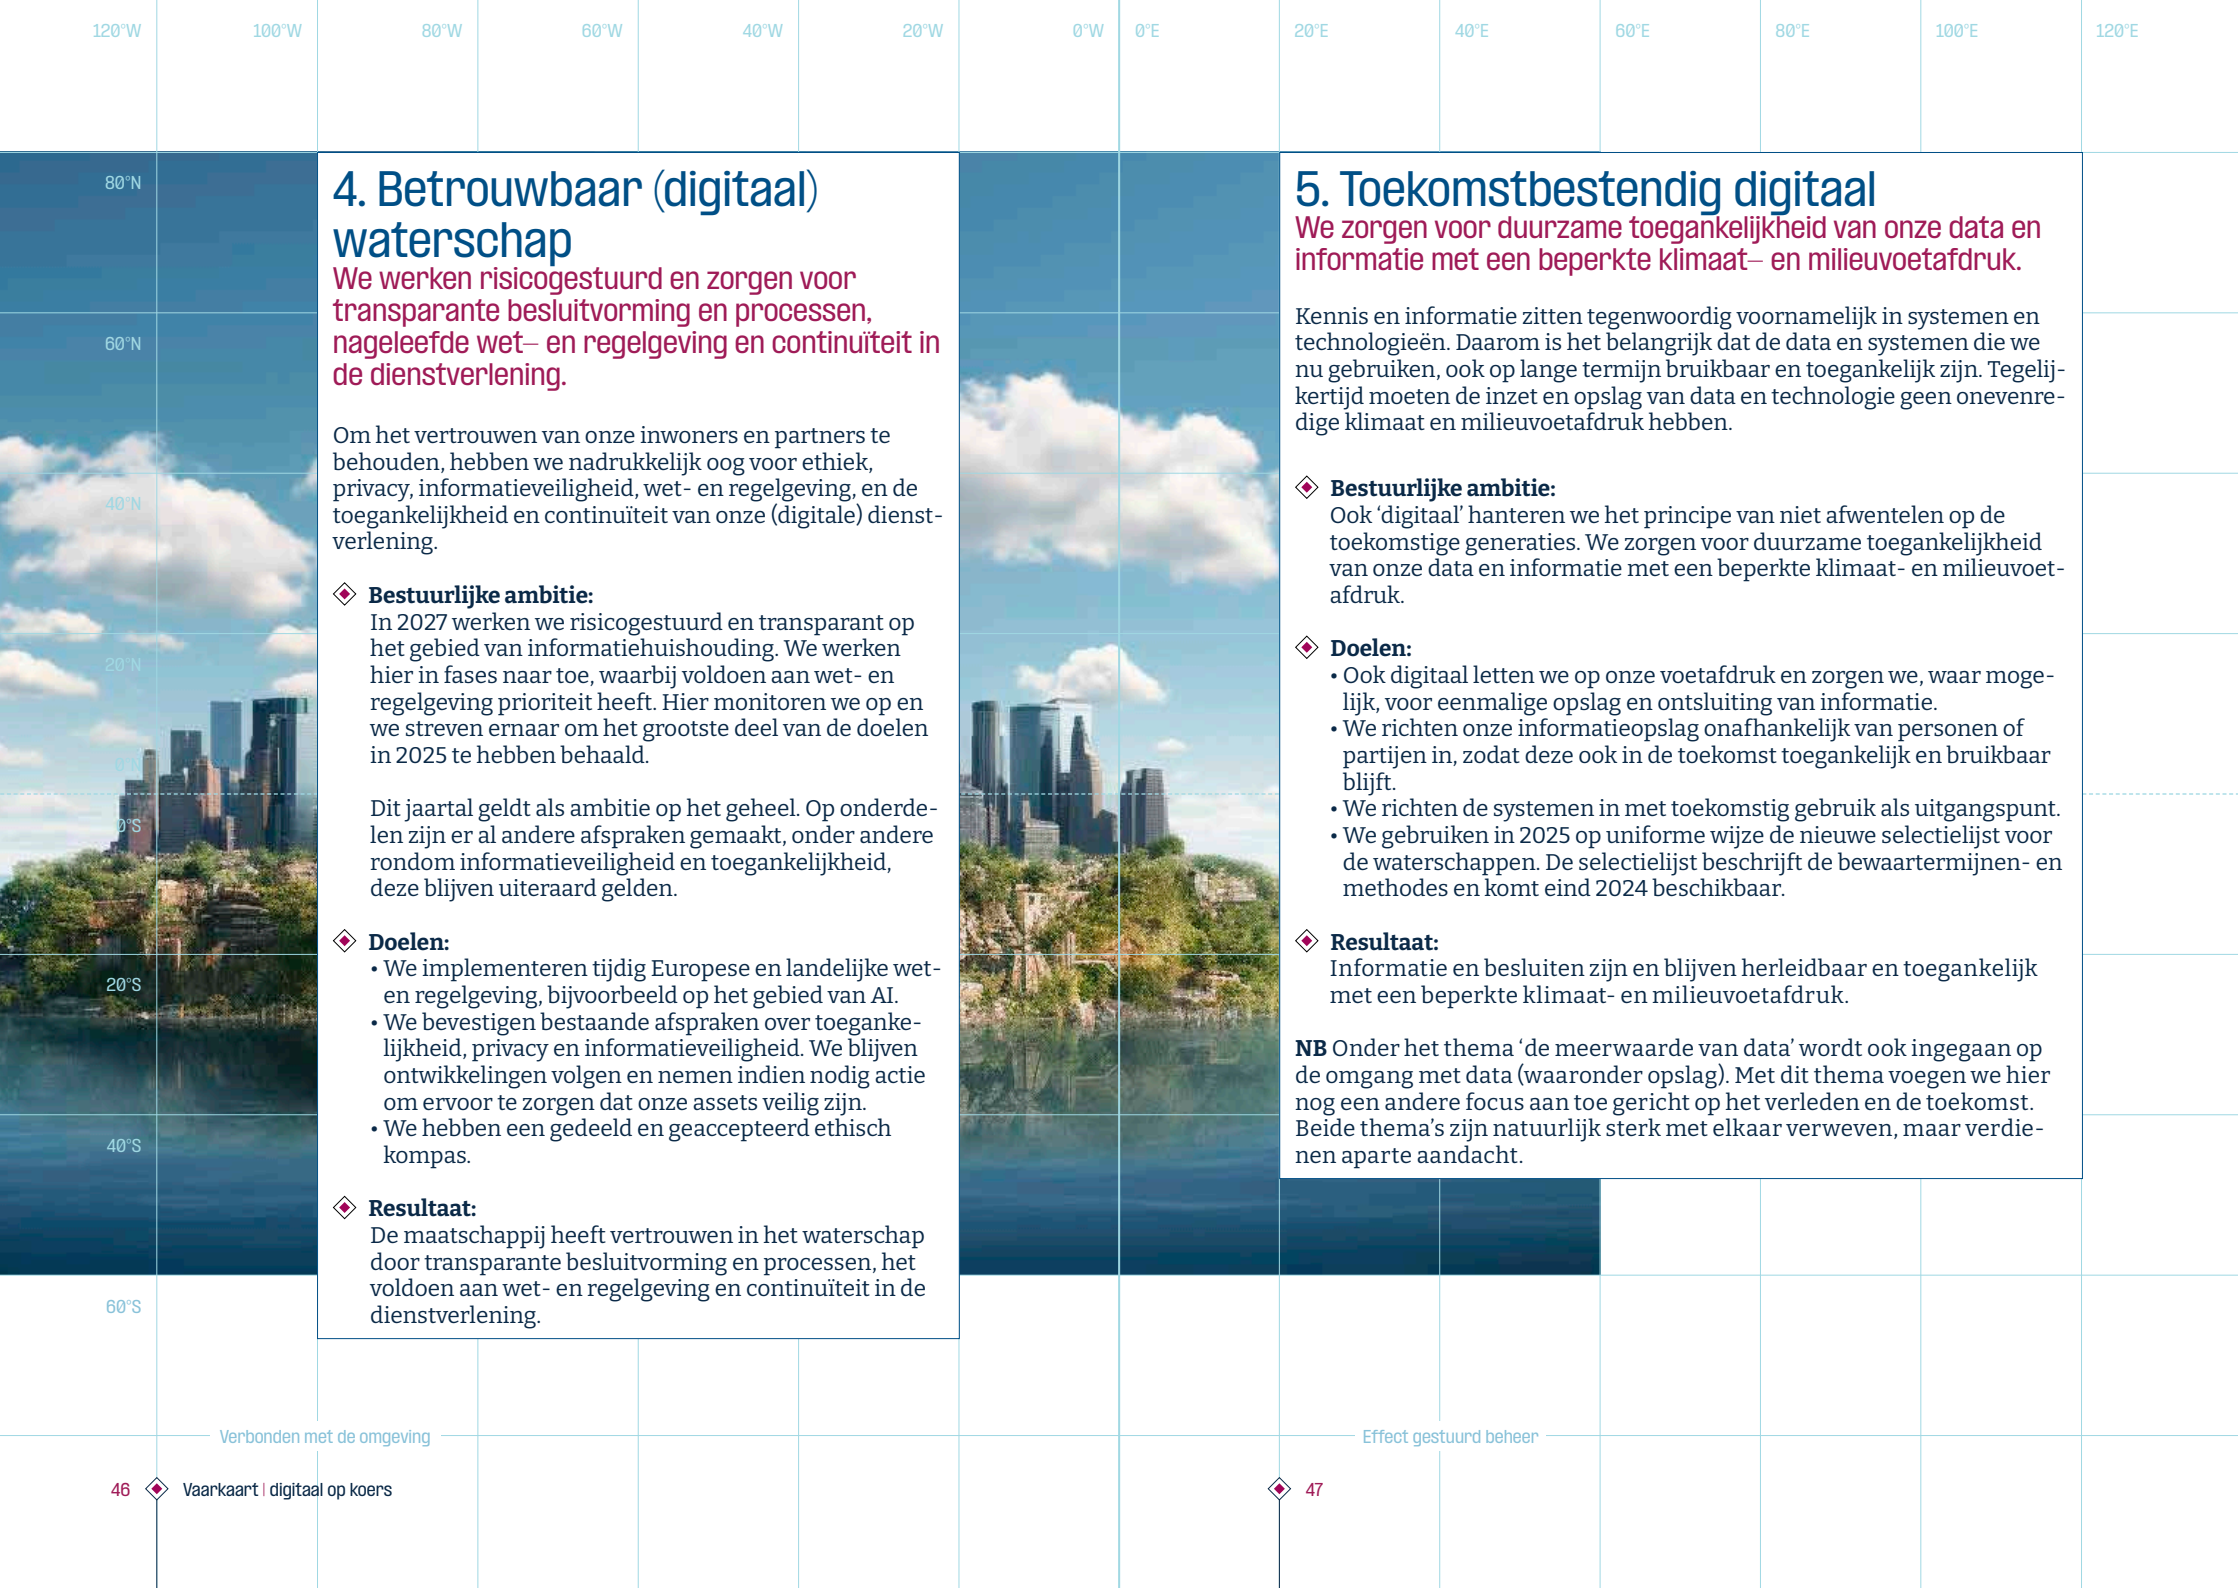 120°W 100°W 80°W 60°W 40°W 20°W 0°W 0°E 20°E 40°E 60°E 80°E 100°E 120°E
80°N
60°N
40°N
20°N
0°N
0°S
20°S
40°S
60°S
4. Betrouwbaar (digitaal)
waterschap
We werken risicogestuurd en zorgen voor
transparante besluitvorming en processen,
nageleefde wet– en regelgeving en continuïteit in
de dienstverlening.
Om het vertrouwen van onze inwoners en partners te
behouden, hebben we nadrukkelijk oog voor ethiek,
privacy, informatieveiligheid, wet- en regelgeving, en de
toegankelijkheid en continuïteit van onze (digitale) dienst-
verlening.
Bestuurlijke ambitie:
In 2027 werken we risicogestuurd en transparant op
het gebied van informatiehuishouding. We werken
hier in fases naar toe, waarbij voldoen aan wet- en
regelgeving prioriteit heeft. Hier monitoren we op en
we streven ernaar om het grootste deel van de doelen
in 2025 te hebben behaald.
Dit jaartal geldt als ambitie op het geheel. Op onderde-
len zijn er al andere afspraken gemaakt, onder andere
rondom informatieveiligheid en toegankelijkheid,
deze blijven uiteraard gelden.
Doelen:
• We implementeren tijdig Europese en landelijke wet-
en regelgeving, bijvoorbeeld op het gebied van AI.
• We bevestigen bestaande afspraken over toeganke-
lijkheid, privacy en informatieveiligheid. We blijven
ontwikkelingen volgen en nemen indien nodig actie
om ervoor te zorgen dat onze assets veilig zijn.
• We hebben een gedeeld en geaccepteerd ethisch
kompas.
Resultaat:
De maatschappij heeft vertrouwen in het waterschap
door transparante besluitvorming en processen, het
voldoen aan wet- en regelgeving en continuïteit in de
dienstverlening.
5. Toekomstbestendig digitaal
We zorgen voor duurzame toegankelijkheid van onze data en
informatie met een beperkte klimaat– en milieuvoetafdruk.
Kennis en informatie zitten tegenwoordig voornamelijk in systemen en
technologieën. Daarom is het belangrijk dat de data en systemen die we
nu gebruiken, ook op lange termijn bruikbaar en toegankelijk zijn. Tegelij-
kertijd moeten de inzet en opslag van data en technologie geen onevenre-
dige klimaat en milieuvoetafdruk hebben.
Bestuurlijke ambitie:
Ook ‘digitaal’ hanteren we het principe van niet afwentelen op de
toekomstige generaties. We zorgen voor duurzame toegankelijkheid
van onze data en informatie met een beperkte klimaat- en milieuvoet-
afdruk.
Doelen:
• Ook digitaal letten we op onze voetafdruk en zorgen we, waar moge-
lijk, voor eenmalige opslag en ontsluiting van informatie.
• We richten onze informatieopslag onafhankelijk van personen of
partijen in, zodat deze ook in de toekomst toegankelijk en bruikbaar
blijft.
• We richten de systemen in met toekomstig gebruik als uitgangspunt.
• We gebruiken in 2025 op uniforme wijze de nieuwe selectielijst voor
de waterschappen. De selectielijst beschrijft de bewaartermijnen- en
methodes en komt eind 2024 beschikbaar.
Resultaat:
Informatie en besluiten zijn en blijven herleidbaar en toegankelijk
met een beperkte klimaat- en milieuvoetafdruk.
NB Onder het thema ‘de meerwaarde van data’ wordt ook ingegaan op
de omgang met data (waaronder opslag). Met dit thema voegen we hier
nog een andere focus aan toe gericht op het verleden en de toekomst.
Beide thema’s zijn natuurlijk sterk met elkaar verweven, maar verdie-
nen aparte aandacht.
Verbonden met de omgeving
Effect gestuurd beheer
46 Vaarkaart | digitaal op koers
47